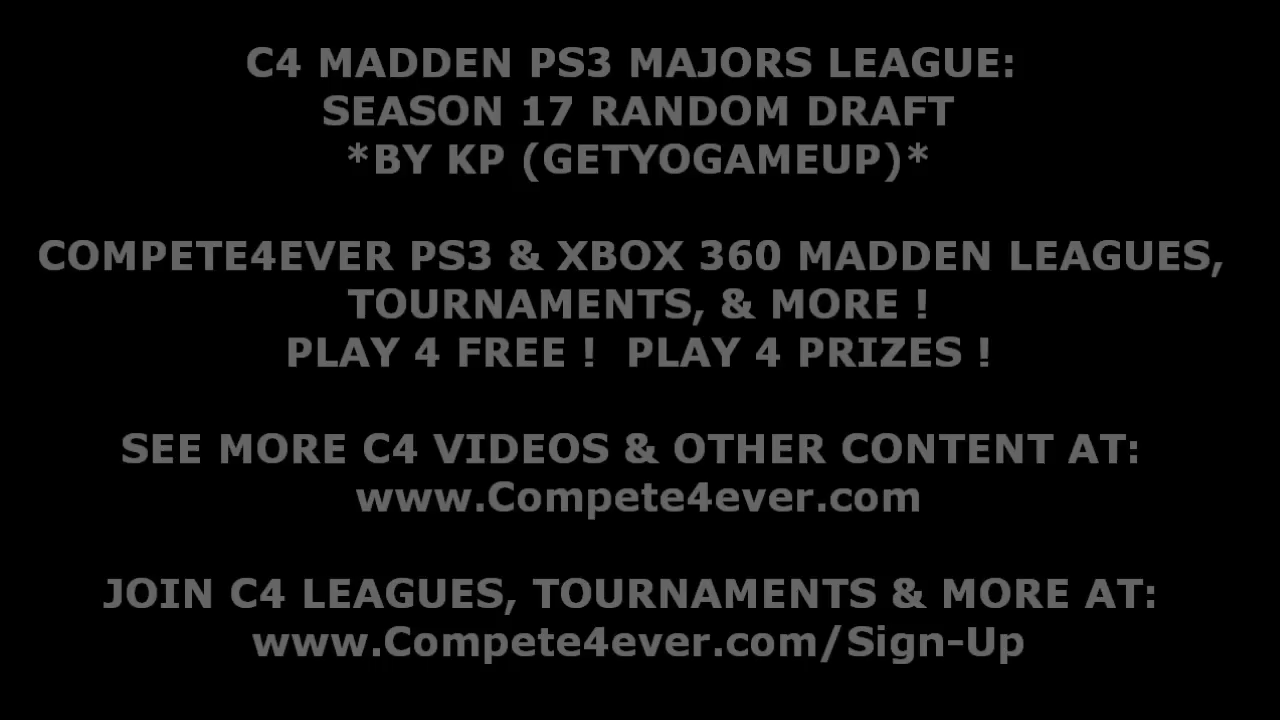 C4 MADDEN PS3 MAJORS LEAGUE:
SEASON 17 RANDOM DRAFT
*BY KP (GETYOGAMEUP)*
COMPETE4EVER PS3 & XBOX 360 MADDEN LEAGUES,
TOURNAMENTS, & MORE !
PLAY 4 FREE !  PLAY 4 PRIZES !
SEE MORE C4 VIDEOS & OTHER CONTENT AT:
www.Compete4ever.com
JOIN C4 LEAGUES, TOURNAMENTS & MORE AT:
www.Compete4ever.com/Sign-Up